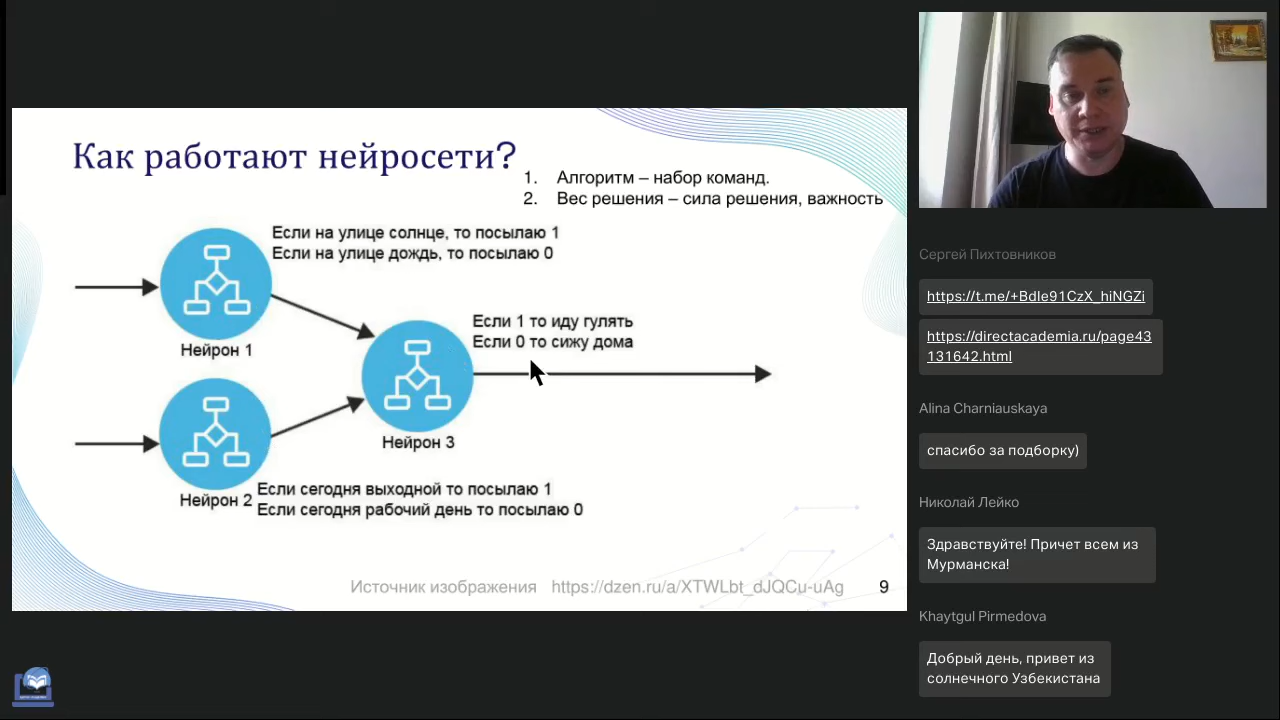 Как работают нейросети?
1. Алгоритм – набор команд.
2. Вес решения – сила решения, важность
Если на улице солнце, то посылаю 1
Если на улице дождь, то посылаю 0
Нейрон 1
Если 1 то иду гулять
Если 0 то сижу дома
Нейрон 3
Нейрон 2
Если сегодня выходной то посылаю 1
Если сегодня рабочий день то посылаю 0
Источник изображения https://dzen.ru/a/XTWLbt_dJQCu-uAg
9
Сергей Пихтовников
https://t.me/+BdIe91CzX_hiNGZi
https://directacademia.ru/page43
131642.html
Alina Charniauskaya
спасибо за подборку)
Николай Лейко
Здравствуйте! Причет всем из
Мурманска!
Khaytgul Pirmedova
Добрый день, привет из
солнечного Узбекистана